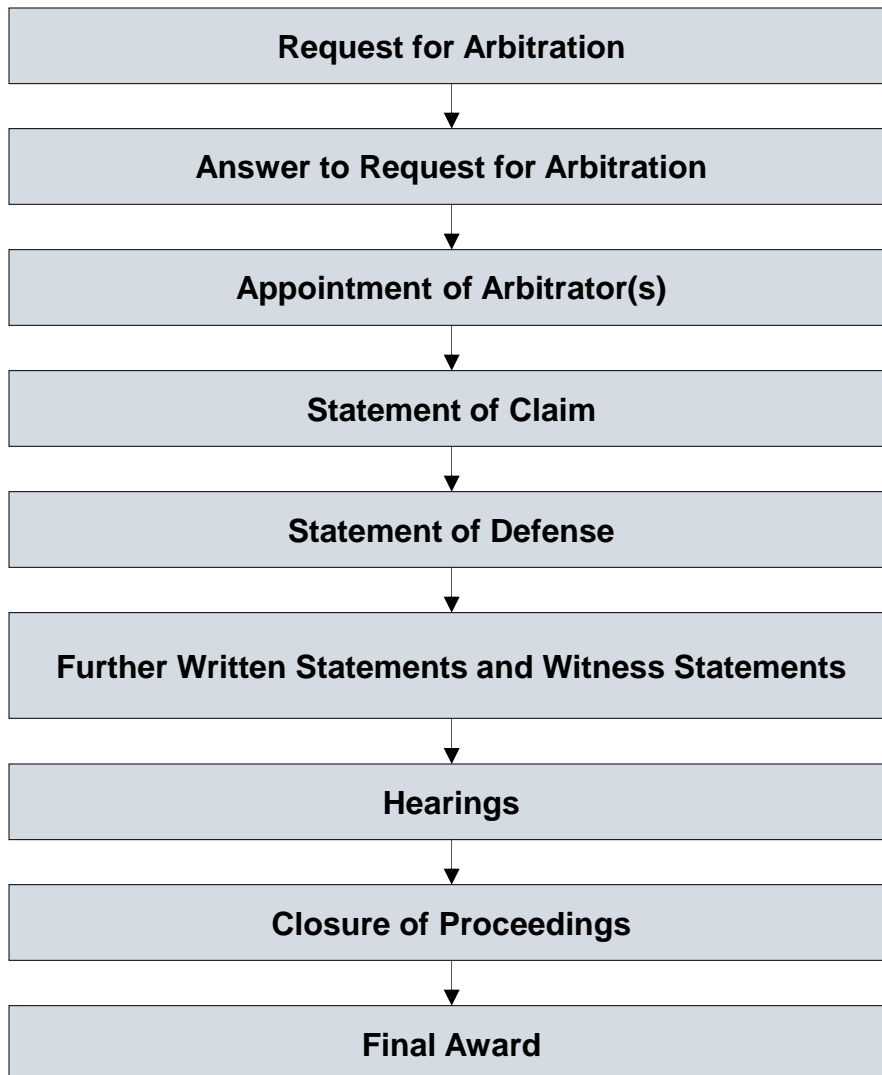 Request for Arbitration
Answer to Request for Arbitration
Appointment of Arbitrator(s)
Statement of Claim
Statement of Defense
Further Written Statements and Witness Statements
Hearings
Closure of Proceedings
Final Award